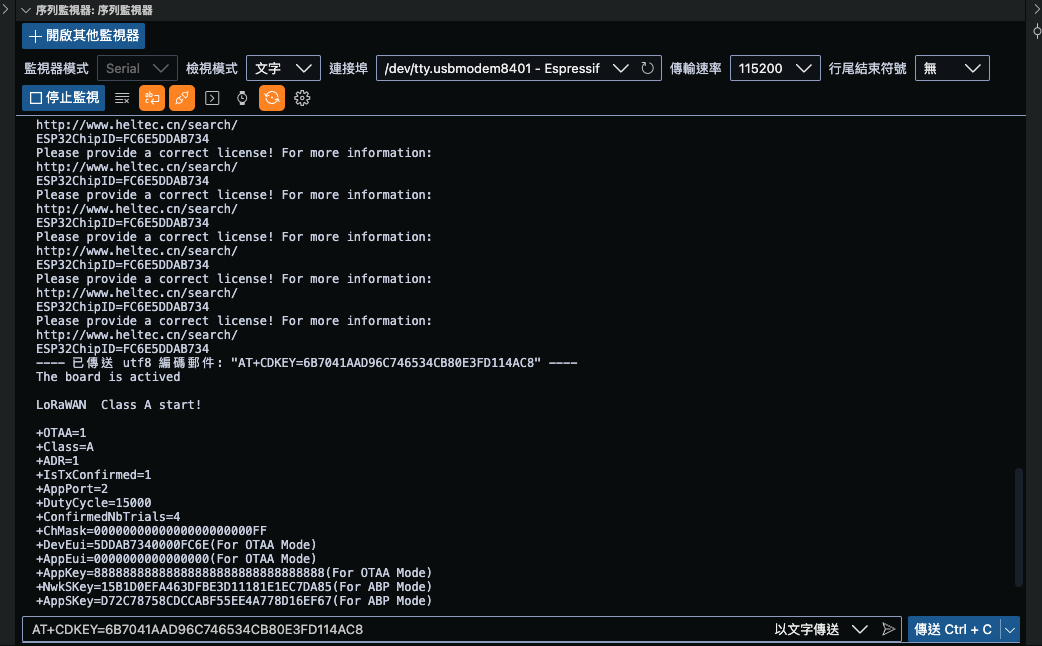 序列監視器: 序列監視器
開啟其他監視器
監視器模式 Serial 檢視模式 文字 連接埠 /dev/tty.usbmodem8401 - Espressif 傳輸速率 115200 行尾結束符號 無
停止監視
http://www.heltec.cn/search/
ESP32ChipID=FC6E5DDAB734
Please provide a correct license! For more information:
http://www.heltec.cn/search/
ESP32ChipID=FC6E5DDAB734
Please provide a correct license! For more information:
http://www.heltec.cn/search/
ESP32ChipID=FC6E5DDAB734
Please provide a correct license! For more information:
http://www.heltec.cn/search/
ESP32ChipID=FC6E5DDAB734
Please provide a correct license! For more information:
http://www.heltec.cn/search/
ESP32ChipID=FC6E5DDAB734
Please provide a correct license! For more information:
http://www.heltec.cn/search/
ESP32ChipID=FC6E5DDAB734
---- 已傳送 utf8 編碼郵件: "AT+CDKEY=6B7041AAD96C746534CB80E3FD114AC8" ----
The board is actived
LoRaWAN  Class A start!
+OTAA=1
+Class=A
+ADR=1
+IsTxConfirmed=1
+AppPort=2
+DutyCycle=15000
+ConfirmedNbTrials=4
+ChMask=0000000000000000000000FF
+DevEui=5DDAB7340000FC6E(For OTAA Mode)
+AppEui=0000000000000000(For OTAA Mode)
+AppKey=88888888888888888888888888888888(For OTAA Mode)
+NwkSKey=15B1D0EFA463DFBE3D11181E1EC7DA85(For ABP Mode)
+AppSKey=D72C78758CDCCABF55EE4A778D16EF67(For ABP Mode)
AT+CDKEY=6B7041AAD96C746534CB80E3FD114AC8 以文字傳送 傳送 Ctrl + C